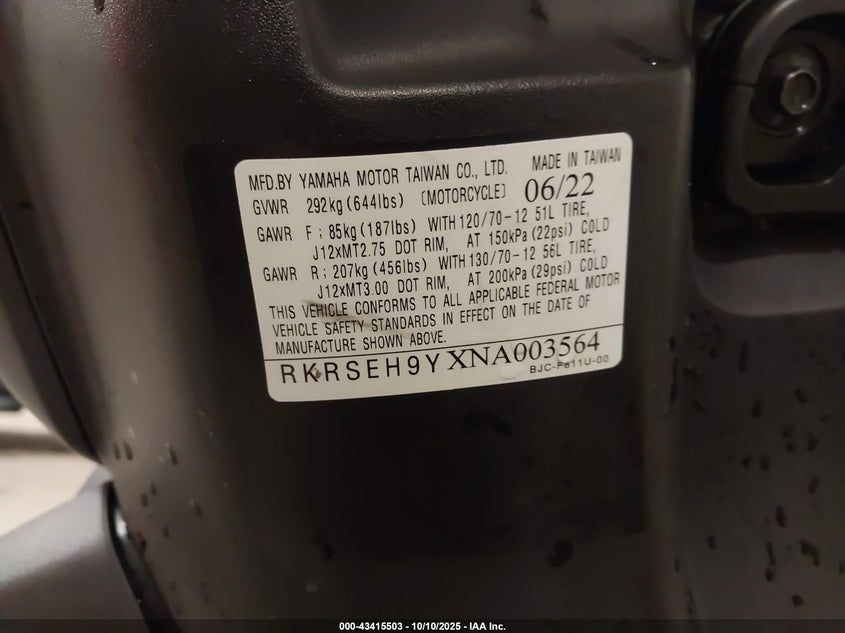 MFD.BY YAMAHA MOTOR TAIWAN CO., LTD. MADE IN TAIWAN
GVWR 292kg(644lbs) (MOTORCYCLE) 06/22
GAWR F; 85kg(187lbs) WITH 120/70-12 51L TIRE,
J12xMT2.75 DOT RIM, AT 150kPa(22psi) COLD
GAWR R; 207kg(456lbs) WITH 130/70-12 56L TIRE,
J12xMT3.00 DOT RIM, AT 200kPa(29psi) COLD
THIS VEHICLE CONFORMS TO ALL APPLICABLE FEDERAL MOTOR
VEHICLE SAFETY STANDARDS IN EFFECT ON THE DATE OF
MANUFACTURE SHOWN ABOVE.
RKRSEH9YXNA003564
BJC-F611U-00
000-43415503 - 10/10/2025 - IAA Inc.